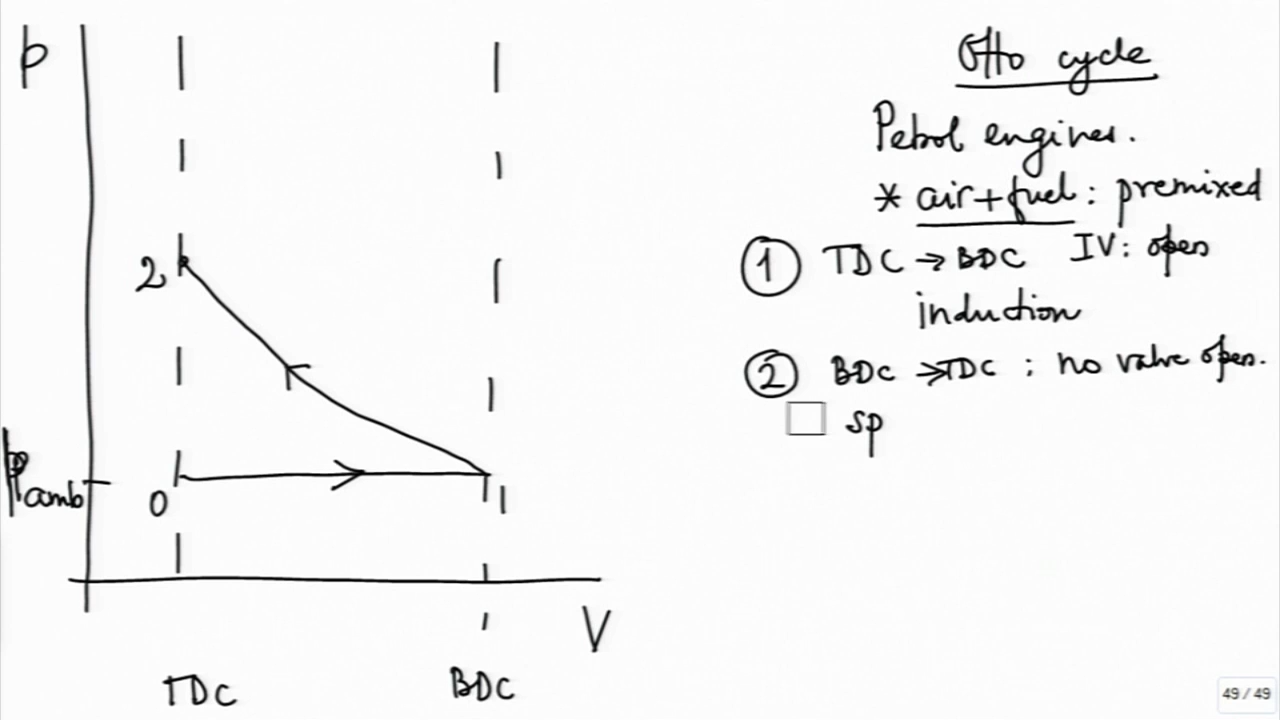 p
Otto cycle
Petrol engines.
* air+fuel: premixed
① TDC → BDC IV: open
induction
② BDC → TDC : no valve open.
sp
2
Pamb
0
1
V
TDC
BDC
49 / 49